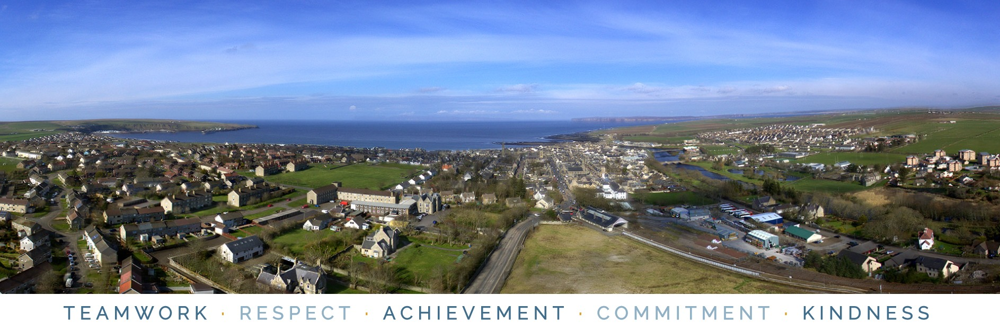 TEAMWORK · RESPECT · ACHIEVEMENT · COMMITMENT · KINDNESS